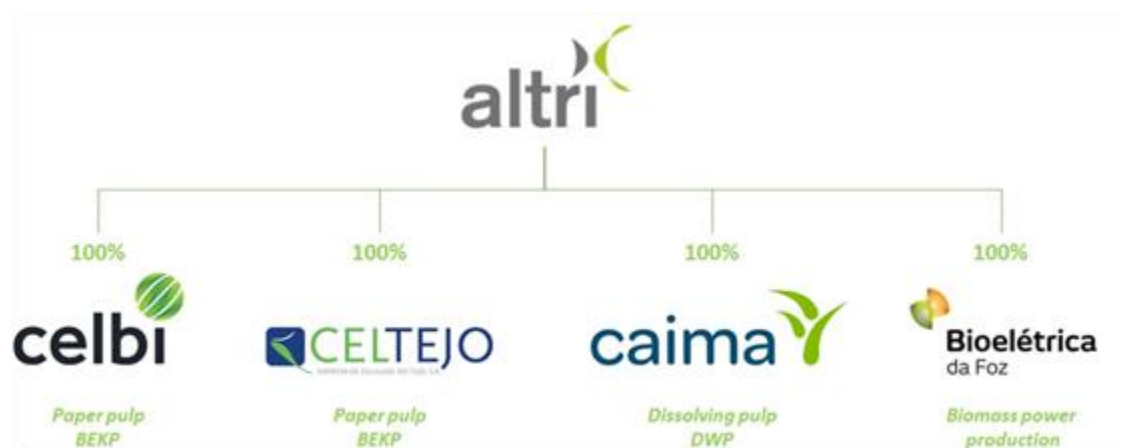 altri
100%
100%
100%
100%
celbi
CELTEJO
caima
Bioelétrica
da Foz
Paper pulp
BEKP
Paper pulp
BEKP
Dissolving pulp
DWP
Biomass power
production